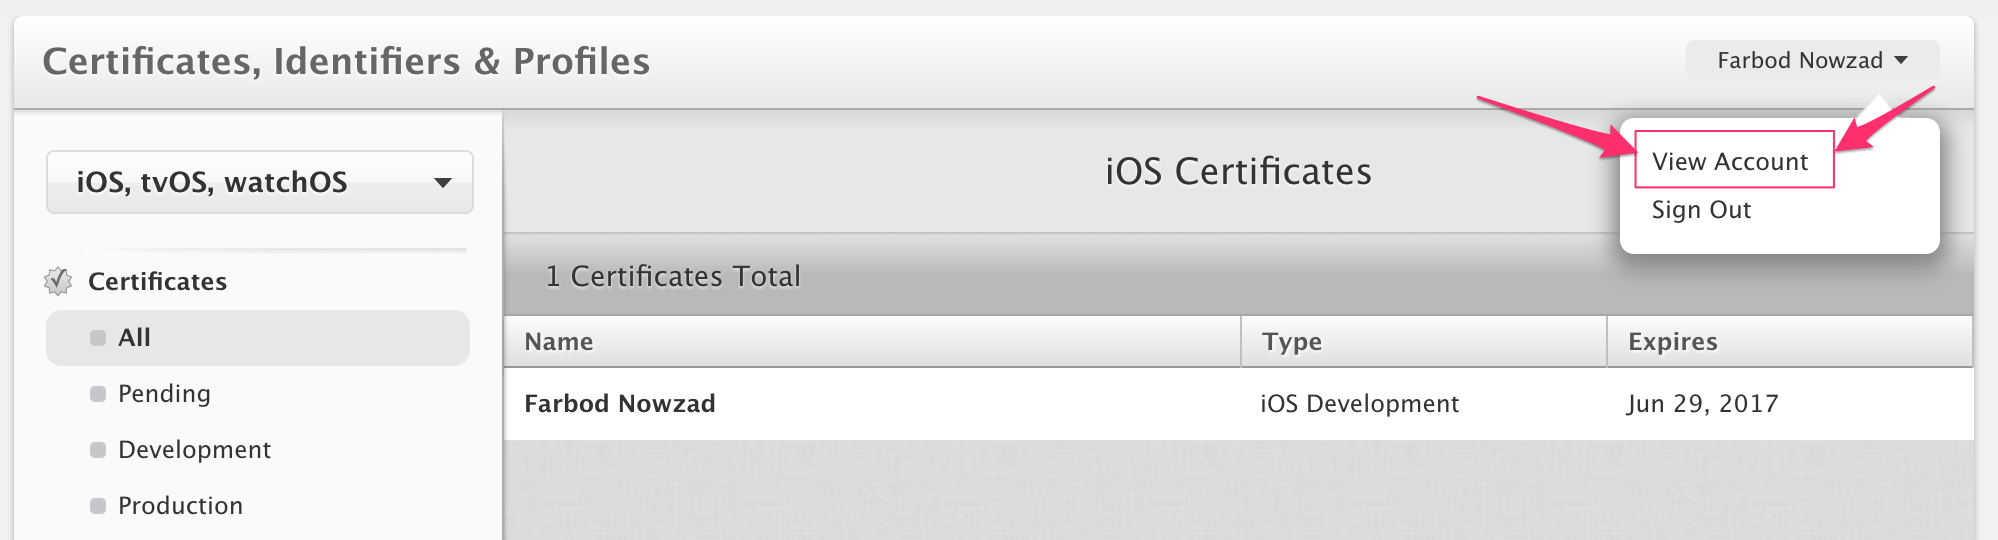 Certificates, Identifiers & Profiles
Farbod Nowzad
View Account
Sign Out
iOS, tvOS, watchOS
Certificates
All
Pending
Development
Production
iOS Certificates
1 Certificates Total
Name Type Expires
Farbod Nowzad iOS Development Jun 29, 2017